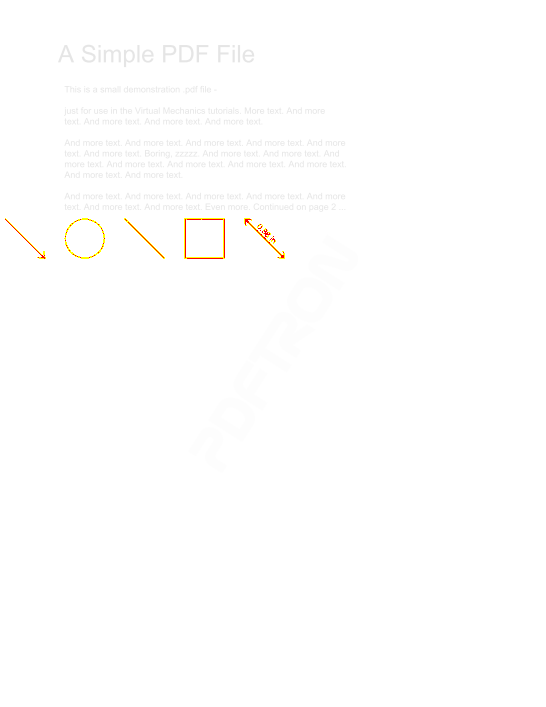 A Simple PDF File
This is a small demonstration .pdf file -
just for use in the Virtual Mechanics tutorials. More text. And more
text. And more text. And more text. And more text.
And more text. And more text. And more text. And more text. And more
text. And more text. Boring, zzzzz. And more text. And more text. And
more text. And more text. And more text. And more text. And more text.
And more text. And more text.
And more text. And more text. And more text. And more text. And more
text. And more text. And more text. Even more. Continued on page 2 ...
PDFTRON